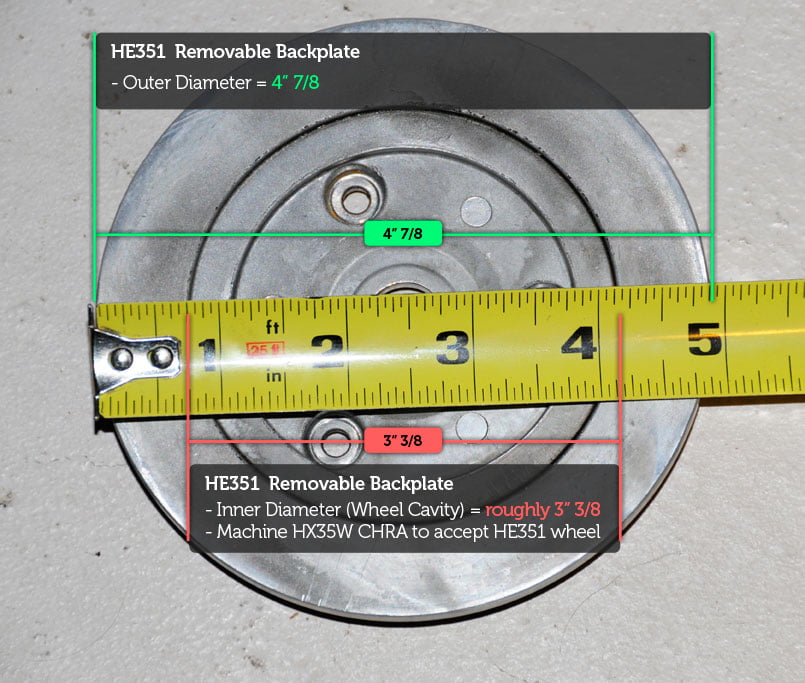 HE351 Removable Backplate
- Outer Diameter = 4” 7/8
4” 7/8
ft
1 25 ft 2 3 4 5
in
3” 3/8
HE351 Removable Backplate
- Inner Diameter (Wheel Cavity) = roughly 3” 3/8
- Machine HX35W CHRA to accept HE351 wheel